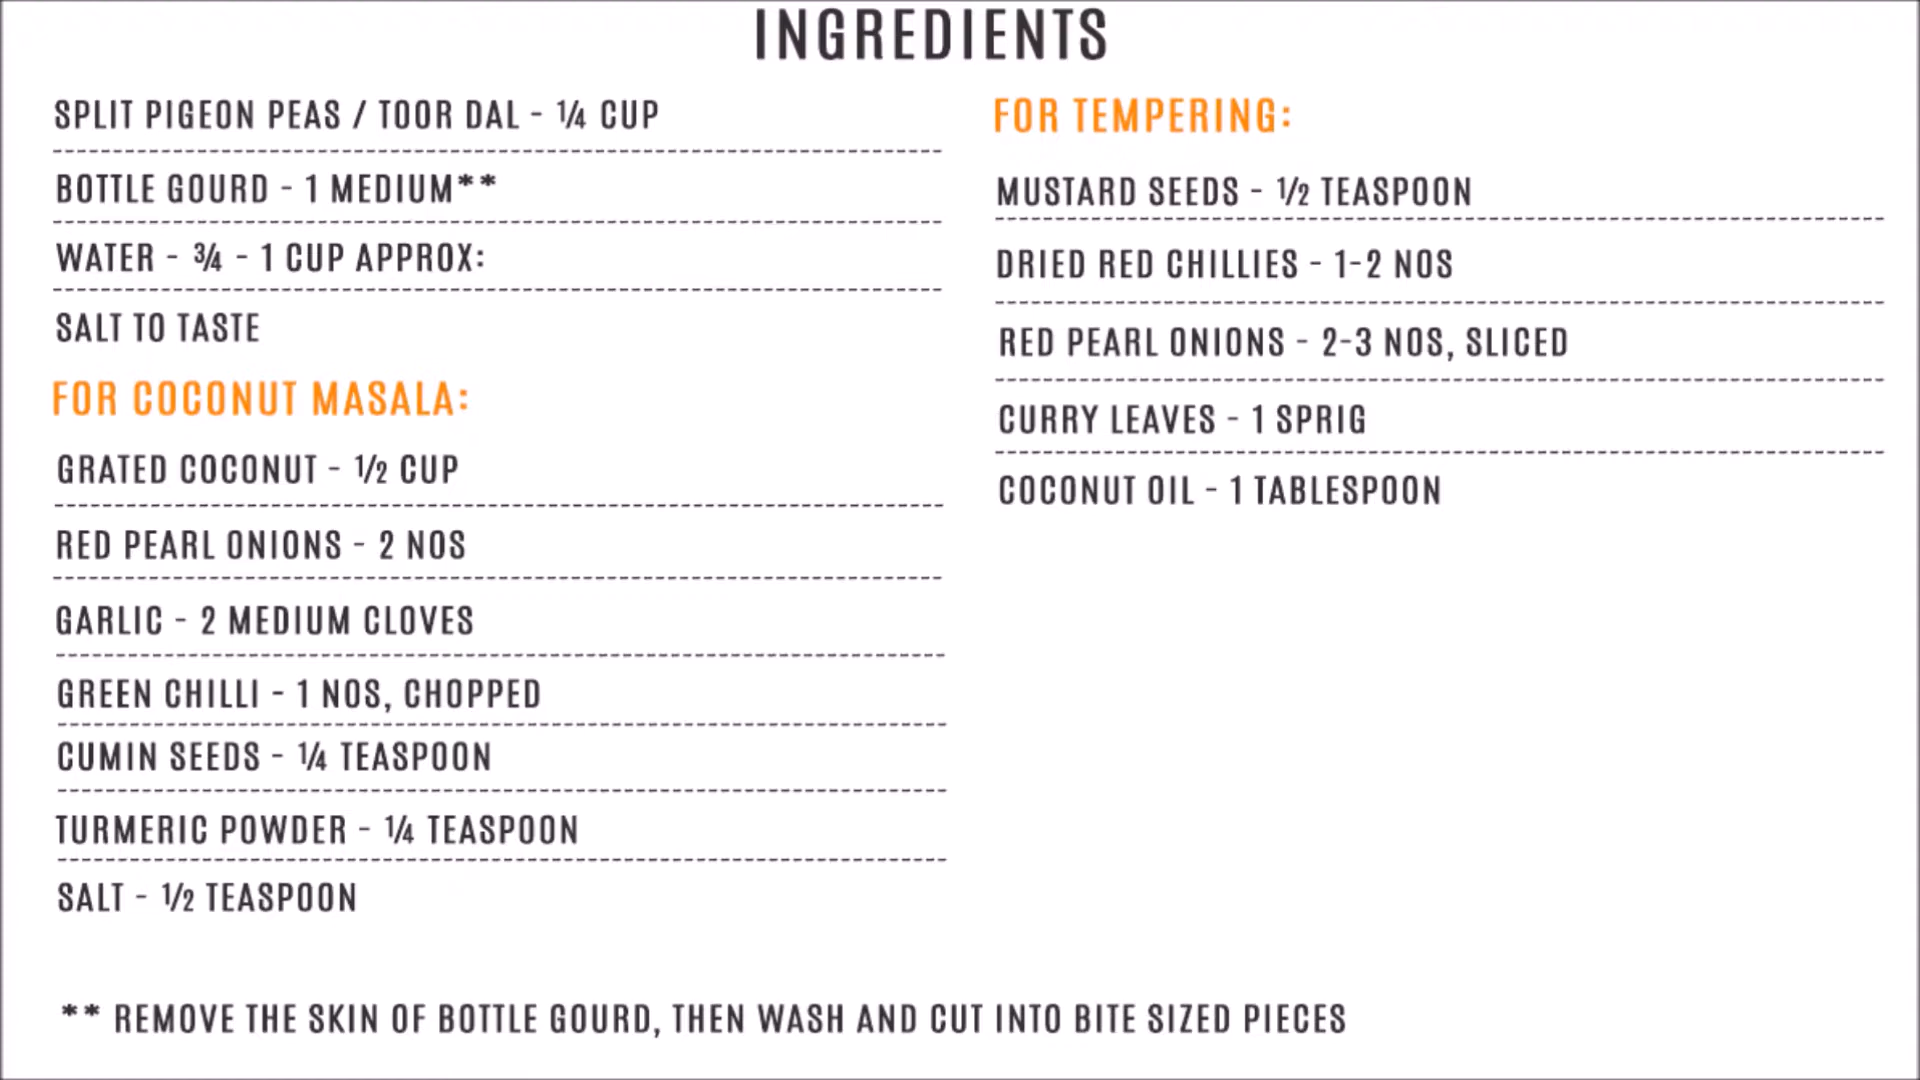 INGREDIENTS
SPLIT PIGEON PEAS / TOOR DAL - ¼ CUP
BOTTLE GOURD - 1 MEDIUM**
WATER - ¾ - 1 CUP APPROX:
SALT TO TASTE
FOR COCONUT MASALA:
GRATED COCONUT - ½ CUP
RED PEARL ONIONS - 2 NOS
GARLIC - 2 MEDIUM CLOVES
GREEN CHILLI - 1 NOS, CHOPPED
CUMIN SEEDS - ¼ TEASPOON
TURMERIC POWDER - ¼ TEASPOON
SALT - ½ TEASPOON
FOR TEMPERING:
MUSTARD SEEDS - ½ TEASPOON
DRIED RED CHILLIES - 1-2 NOS
RED PEARL ONIONS - 2-3 NOS, SLICED
CURRY LEAVES - 1 SPRIG
COCONUT OIL - 1 TABLESPOON
** REMOVE THE SKIN OF BOTTLE GOURD, THEN WASH AND CUT INTO BITE SIZED PIECES